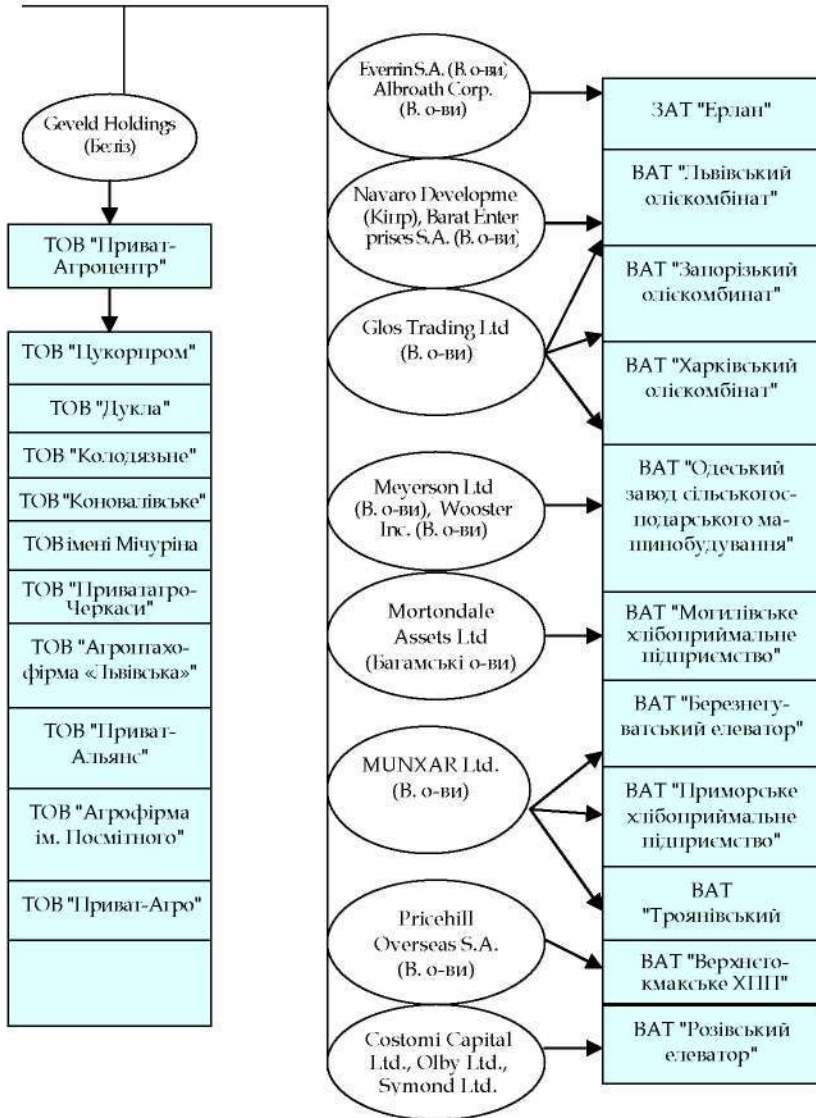 Geveld Holdings
(Беліз)
ТОВ "Приват-
Агроцентр"
ТОВ "Цукорпром"
ТОВ "Дукла"
ТОВ "Колодязьне"
ТОВ "Коновалівське"
ТОВ імені Мічуріна
ТОВ "Приватагро-
Черкаси"
ТОВ "Агроптахо-
фірма «Львівська»"
ТОВ "Приват-
Альянс"
ТОВ "Агрофірма
ім. Посмітного"
ТОВ "Приват-Агро"
Everrin S.A. (В. о-ви)
Albroath Corp.
(В. о-ви)
Navaro Developme
(Кіпр), Barat Enter
prises S.A. (В. о-ви)
Glos Trading Ltd
(В. о-ви)
Meyerson Ltd
(В. о-ви), Wooster
Inc. (В. о-ви)
Mortondale
Assets Ltd
(Багамські о-ви)
MUNXAR Ltd.
(В. о-ви)
Pricehill
Overseas S.A.
(В. о-ви)
Costomi Capital
Ltd., Olby Ltd.,
Symond Ltd.
ЗАТ "Ерлан"
ВАТ "Львівський
олієкомбінат"
ВАТ "Запорізький
олієкомбинат"
ВАТ "Харківський
олієкомбінат"
ВАТ "Одеський
завод сільськогос-
подарського ма-
шинобудування"
ВАТ "Могилівське
хлібоприймальне
підприємство"
ВАТ "Березнегу-
ватський елеватор"
ВАТ "Приморське
хлібоприймальне
підприємство"
ВАТ
"Троянівський
ВАТ "Верхнєто-
кмакське ХПП"
ВАТ "Розівський
елеватор"